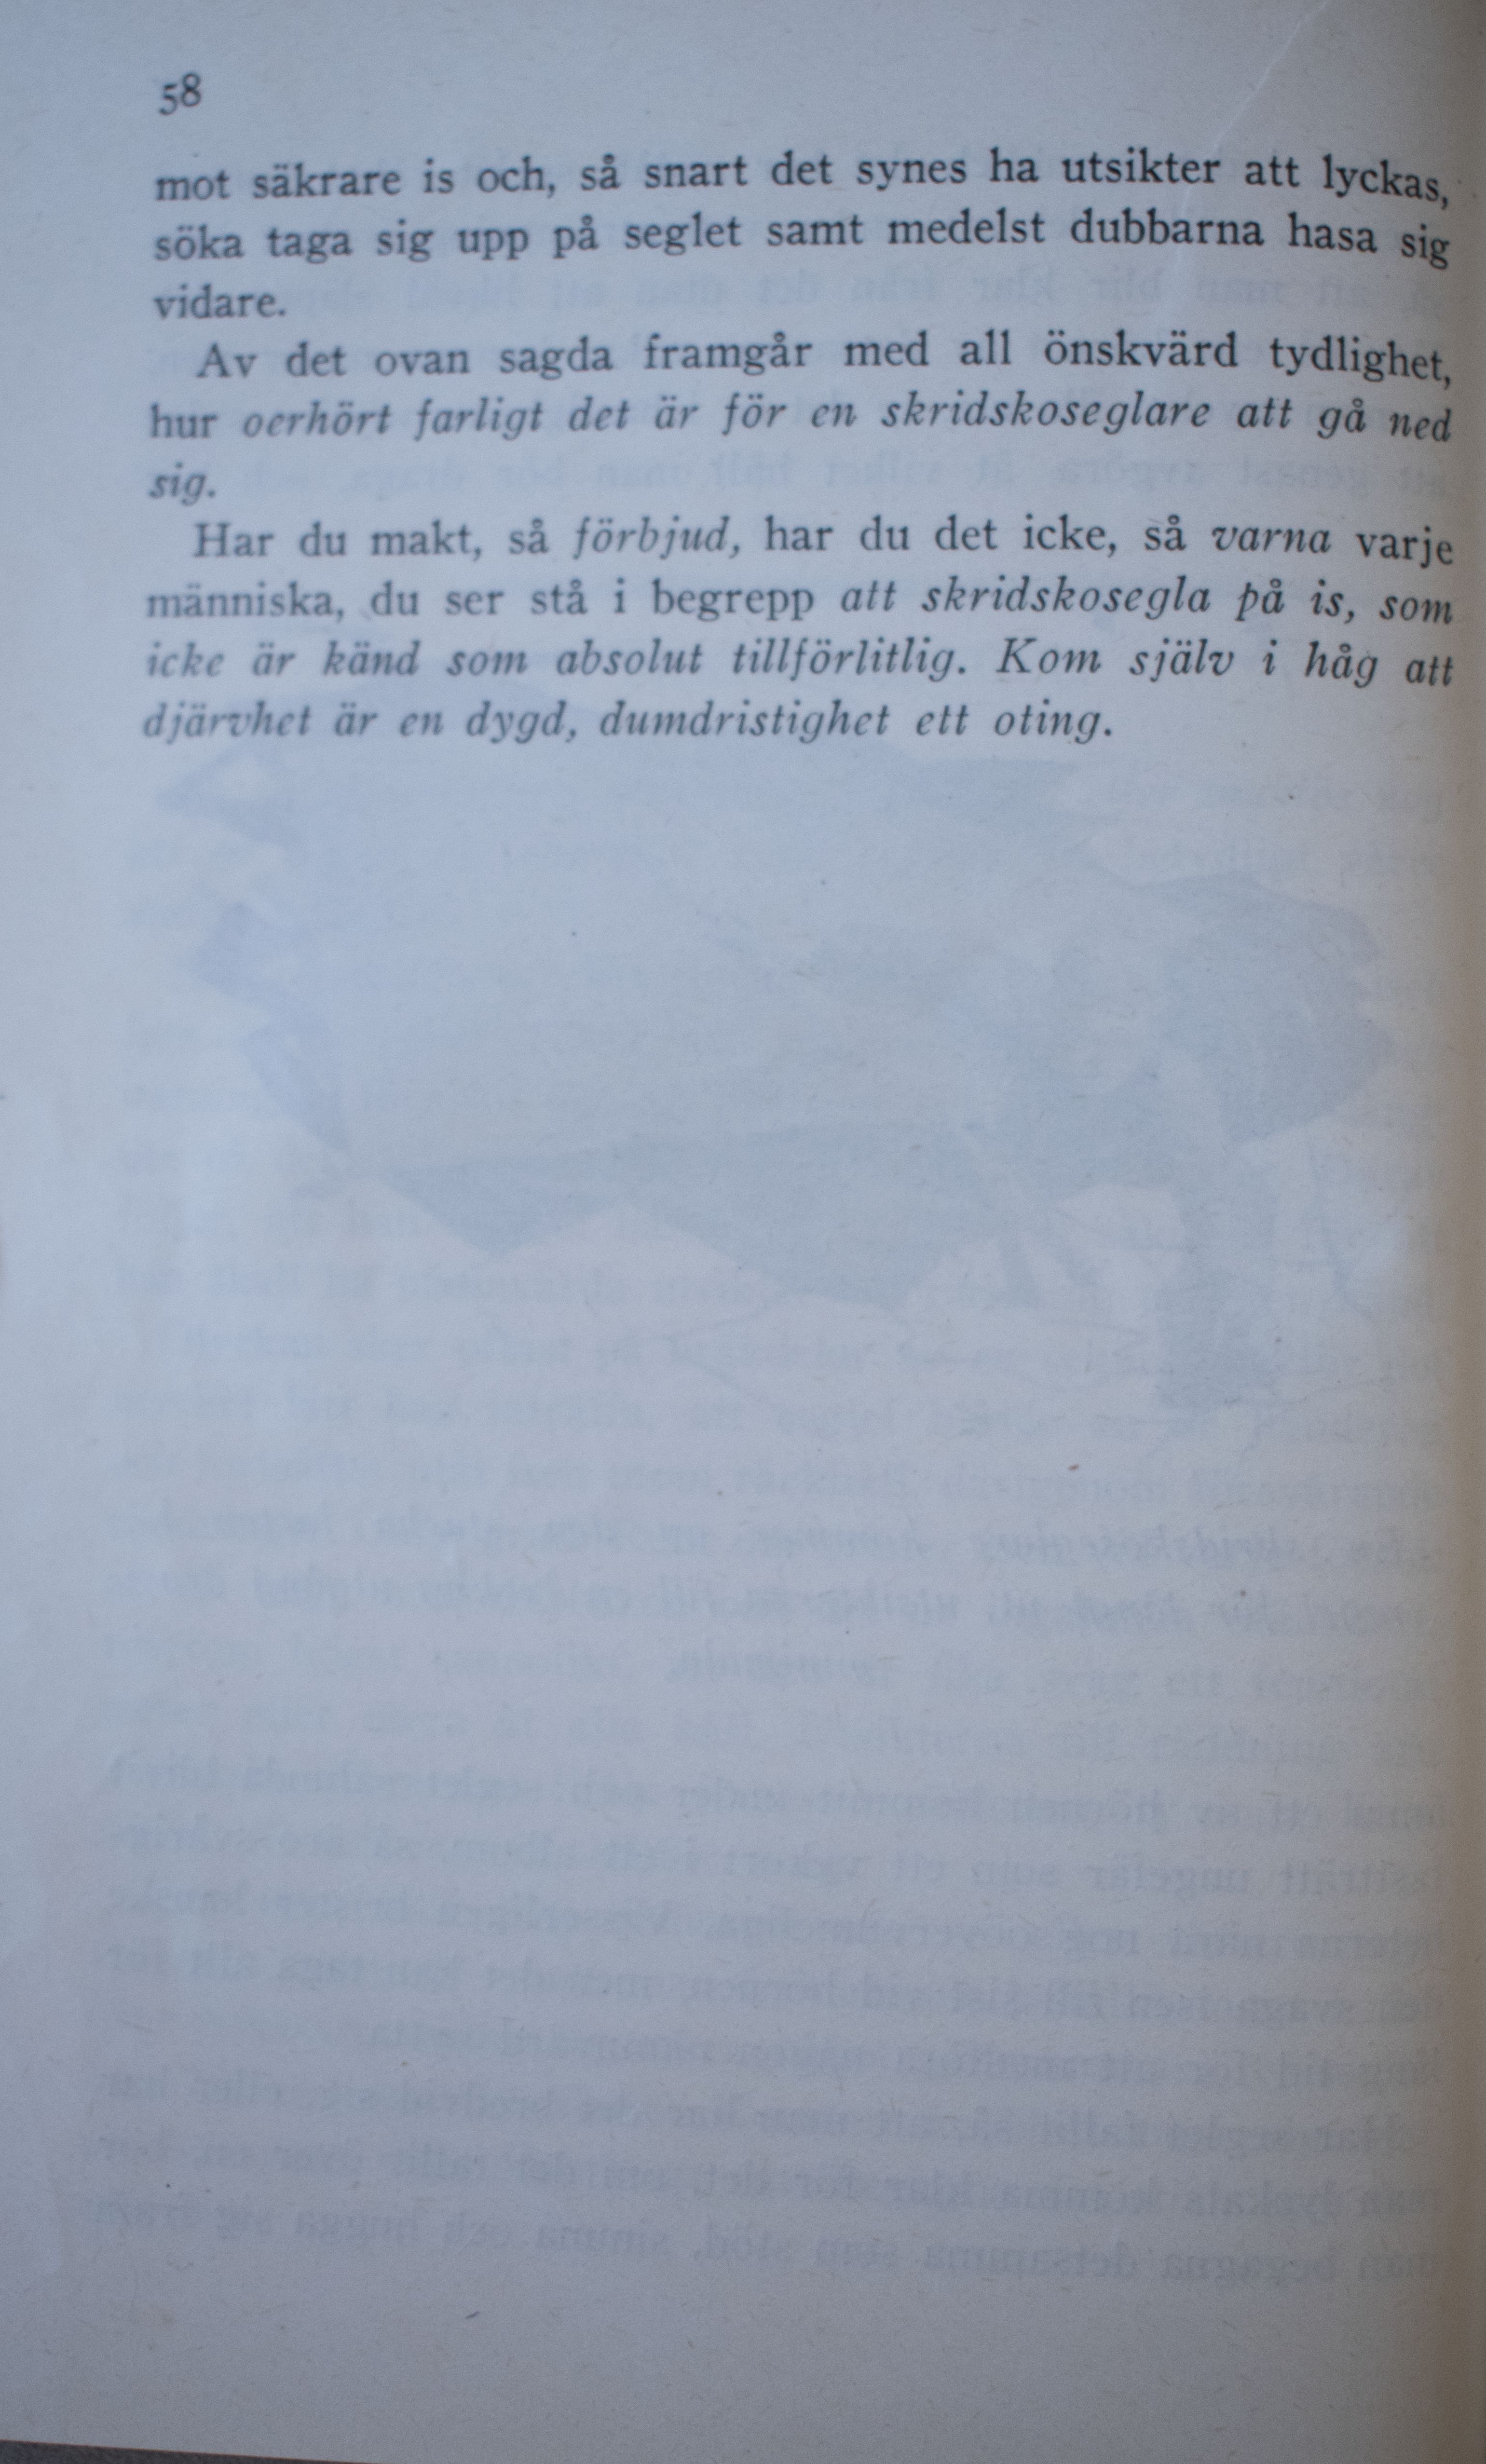 58
mot säkrare is och, så snart det synes ha utsikter att lyckas,
söka taga sig upp på seglet samt medelst dubbarna hasa sig
vidare.
Av det ovan sagda framgår med all önskvärd tydlighet,
hur oerhört farligt det är för en skridskoseglare att gå ned
sig.
Har du makt, så förbjud, har du det icke, så varna varje
människa, du ser stå i begrepp att skridskosegla på is, som
icke är känd som absolut tillförlitlig. Kom själv i håg att
djärvhet är en dygd, dumdristighet ett oting.